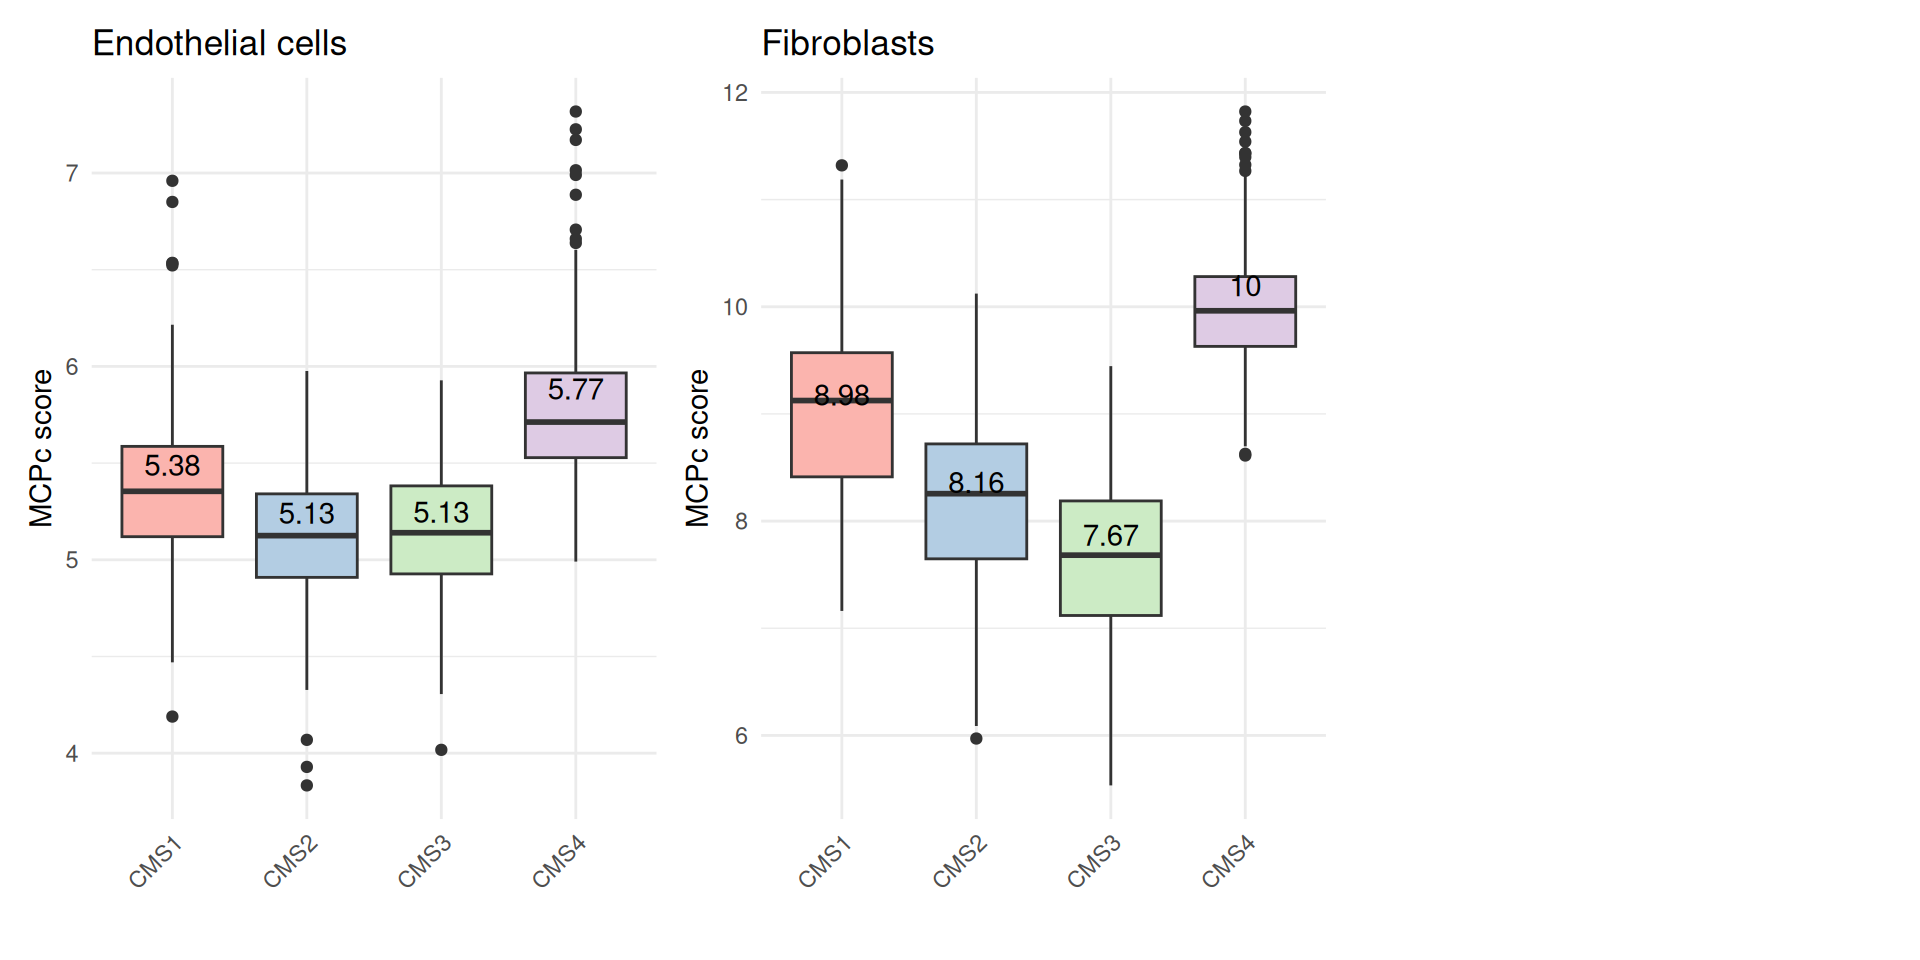 Endothelial cells
MCPc score
7
6
5
4
5.38
5.13
5.13
5.77
CMS1
CMS2
CMS3
CMS4
Fibroblasts
MCPc score
12
10
8
6
8.98
8.16
7.67
10
CMS1
CMS2
CMS3
CMS4